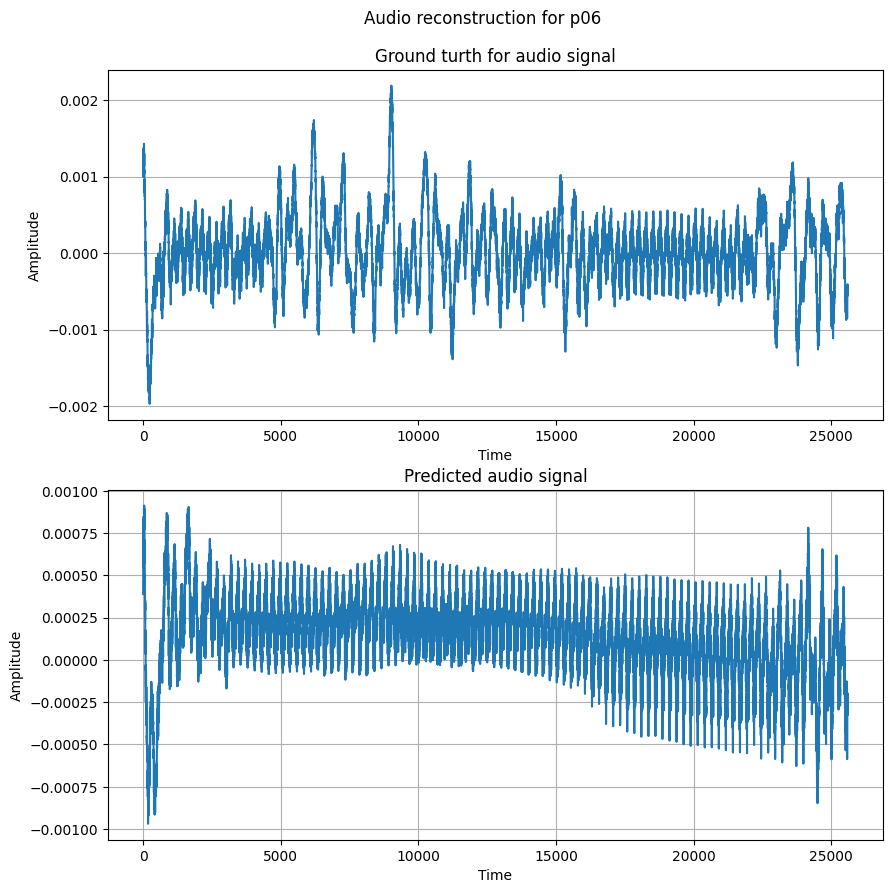 Audio reconstruction for p06
Ground turth for audio signal
0.002
0.001
0.000
−0.001
−0.002
Amplitude
0 5000 10000 15000 20000 25000
Time
Predicted audio signal
0.00100
0.00075
0.00050
0.00025
0.00000
−0.00025
−0.00050
−0.00075
−0.00100
Amplitude
0 5000 10000 15000 20000 25000
Time